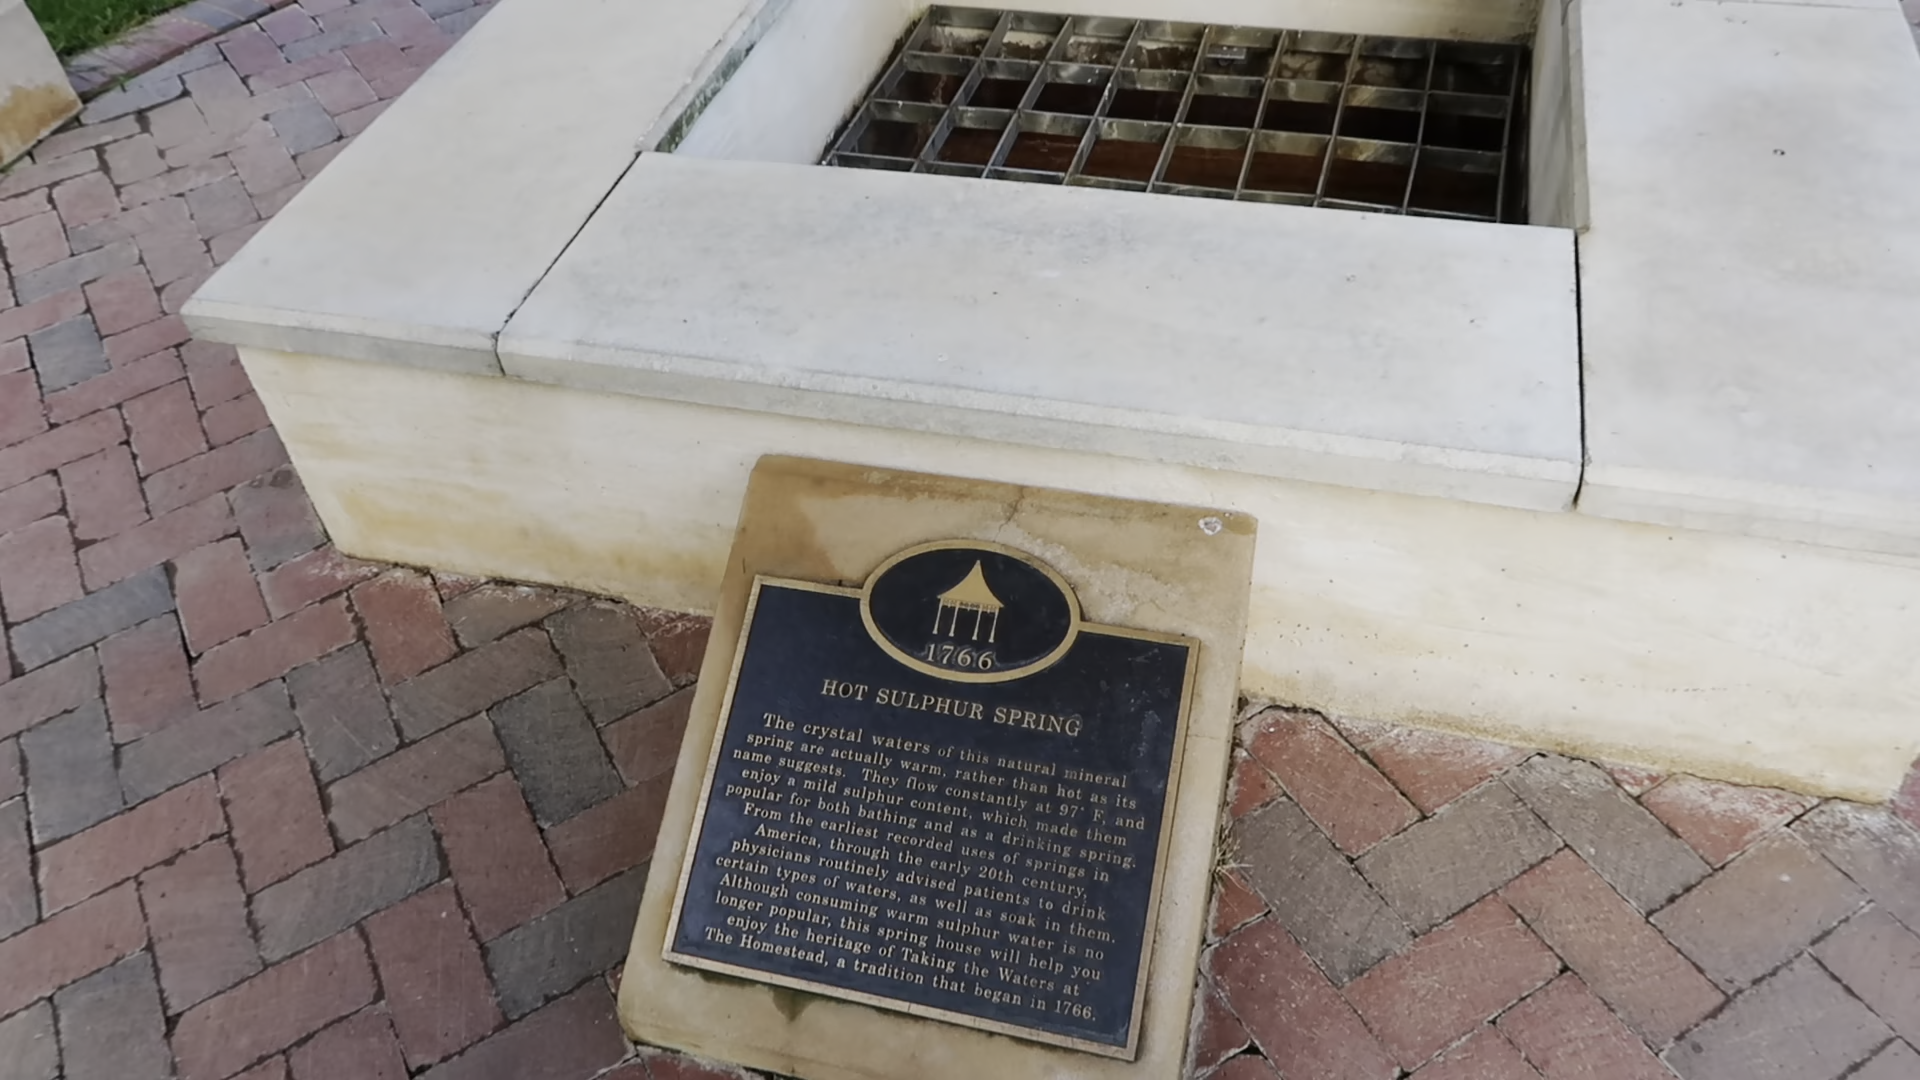 1766
HOT SULPHUR SPRING
The crystal waters of this natural mineral
spring are actually warm, rather than hot as its
name suggests. They flow constantly at 97° F, and
enjoy a mild sulphur content, which made them
popular for both bathing and as a drinking spring.
From the earliest recorded uses of springs in
America, through the early 20th century,
physicians routinely advised patients to drink
certain types of waters, as well as soak in them.
Although consuming warm sulphur water is no
longer popular, this spring house will help you
enjoy the heritage of Taking the Waters at
The Homestead, a tradition that began in 1766.